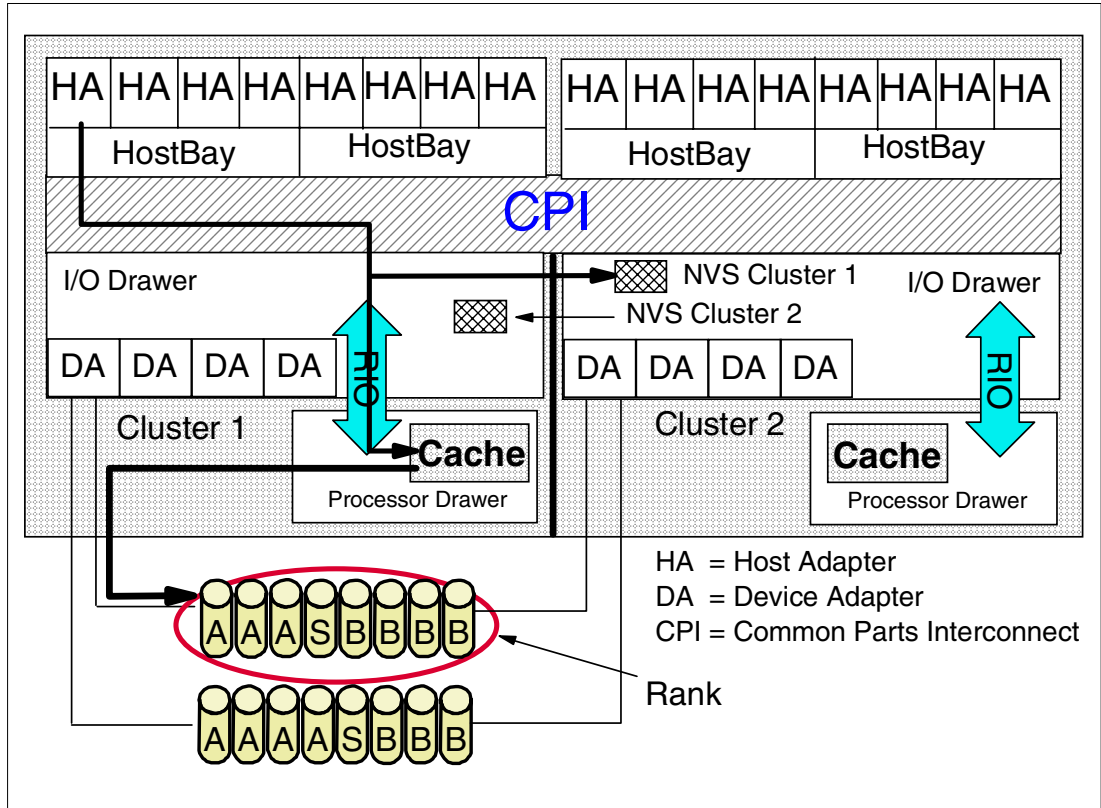 HA HA HA HA HA HA HA HA HA HA HA HA HA HA HA HA
HostBay HostBay HostBay HostBay
CPI
I/O Drawer
NVS Cluster 1
I/O Drawer
NVS Cluster 2
RIO
RIO
DA DA DA DA
DA DA DA DA
Cluster 1
Cluster 2
Cache
Processor Drawer
Cache
Processor Drawer
HA = Host Adapter
DA = Device Adapter
CPI = Common Parts Interconnect
A A A S B B B B
Rank
A A A A S B B B